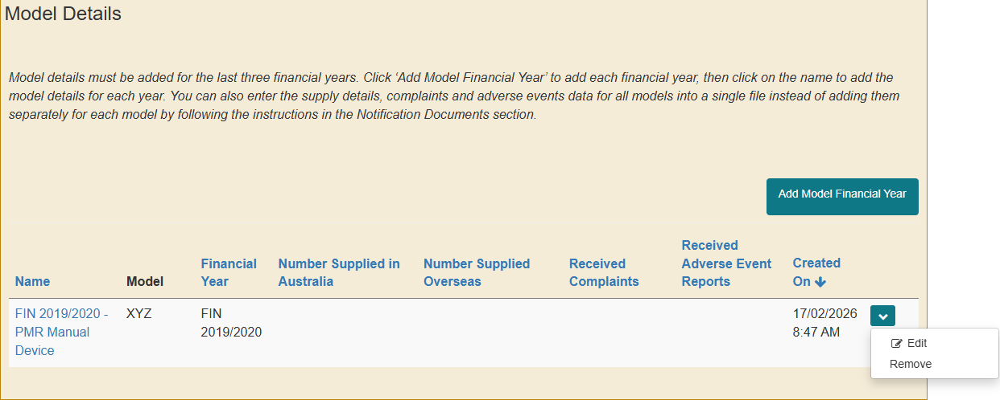 Model Details
Model details must be added for the last three financial years. Click ‘Add Model Financial Year’ to add each financial year, then click on the name to add the
model details for each year. You can also enter the supply details, complaints and adverse events data for all models into a single file instead of adding them
separately for each model by following the instructions in the Notification Documents section.
Add Model Financial Year
Name
Model
Financial
Year
Number Supplied in
Australia
Number Supplied
Overseas
Received
Complaints
Received
Adverse Event
Reports
Created
On
FIN 2019/2020 -
PMR Manual
Device
XYZ
FIN
2019/2020
17/02/2026
8:47 AM
Edit
Remove